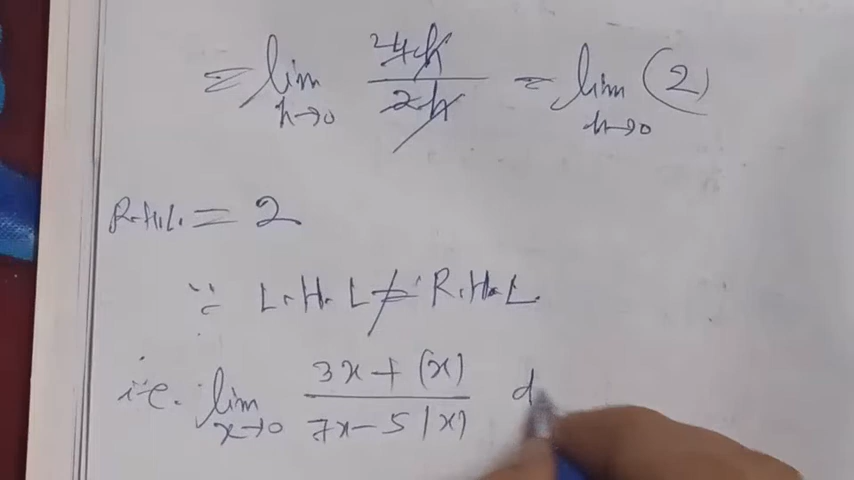 = lim h→0 4h/2h = lim h→0 (2)
R.H.L. = 2
∵ L.H.L ≠ R.H.L.
i.e. lim x→0 3x+(x)/7x-5|x| d